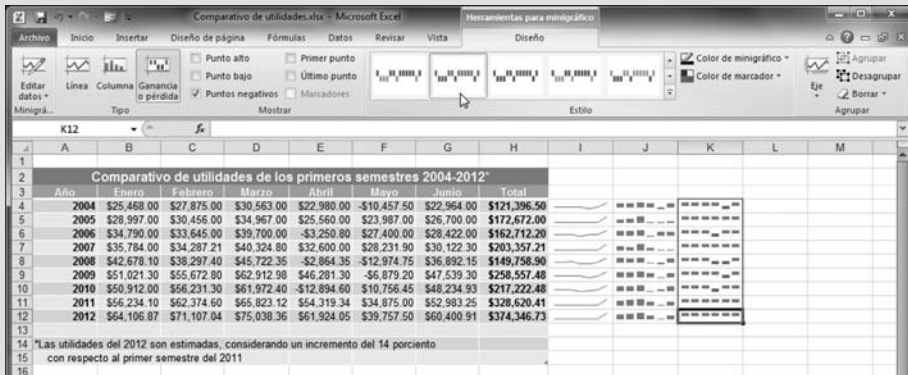 Comparativo de utilidades.xlsx - Microsoft Excel
Herramientas para minigráfico
Archivo Inicio Insertar Diseño de página Fórmulas Datos Revisar Vista Diseño
Editar datos
Minigrá...
Línea Columna Ganancia o pérdida
Tipo
Punto alto Primer punto
Punto bajo Último punto
Puntos negativos Marcadores
Mostrar
Estilo
Color de minigráfico
Color de marcador
Eje
Agrupar
Desagrupar
Borrar
Agrupar
K12 fx
A B C D E F G H I J K L M
1
2 Comparativo de utilidades de los primeros semestres 2004-2012*
3 Año Enero Febrero Marzo Abril Mayo Junio Total
4 2004 $25,468.00 $27,875.00 $30,563.00 $22,980.00 -$10,457.50 $22,964.00 $121,396.50
5 2005 $28,997.00 $30,456.00 $34,967.00 $25,560.00 $23,987.00 $26,700.00 $172,672.00
6 2006 $34,790.00 $33,645.00 $39,700.00 -$3,250.80 $27,400.00 $28,422.00 $162,712.20
7 2007 $35,784.00 $34,287.21 $40,324.80 $32,600.00 $28,231.90 $30,122.30 $203,357.21
8 2008 $42,678.10 $38,297.40 $45,722.35 -$2,864.35 -$12,974.75 $36,892.15 $149,758.90
9 2009 $51,021.30 $55,672.80 $62,912.98 $46,281.30 -$6,879.20 $47,539.30 $258,557.48
10 2010 $50,912.00 $56,231.30 $61,972.40 -$12,894.60 $10,756.45 $48,234.93 $217,222.48
11 2011 $56,234.10 $62,374.60 $65,823.12 $54,319.34 $34,875.00 $52,983.25 $328,620.41
12 2012 $64,106.87 $71,107.04 $75,038.36 $61,924.05 $39,757.50 $60,400.91 $374,346.73
13
14 *Las utilidades del 2012 son estimadas, considerando un incremento del 14 porciento
15 con respecto al primer semestre del 2011
16